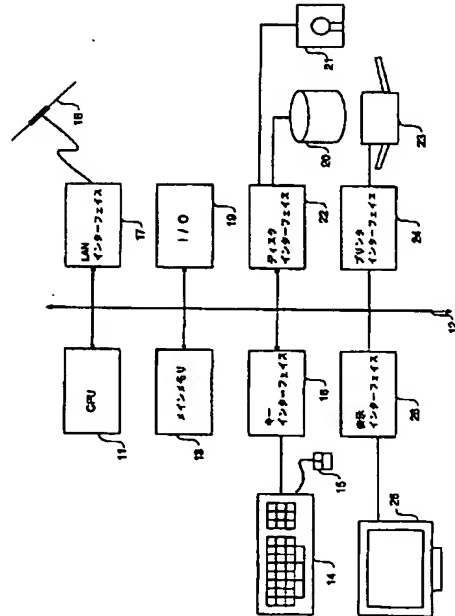 CPU
11
LAN
インターフェイス
17
18
メインメモリ
13
I/O
19
キー
インターフェイス
16
14
15
ディスク
インターフェイス
22
20
21
表示
インターフェイス
25
26
プリンタ
インターフェイス
24
23
12